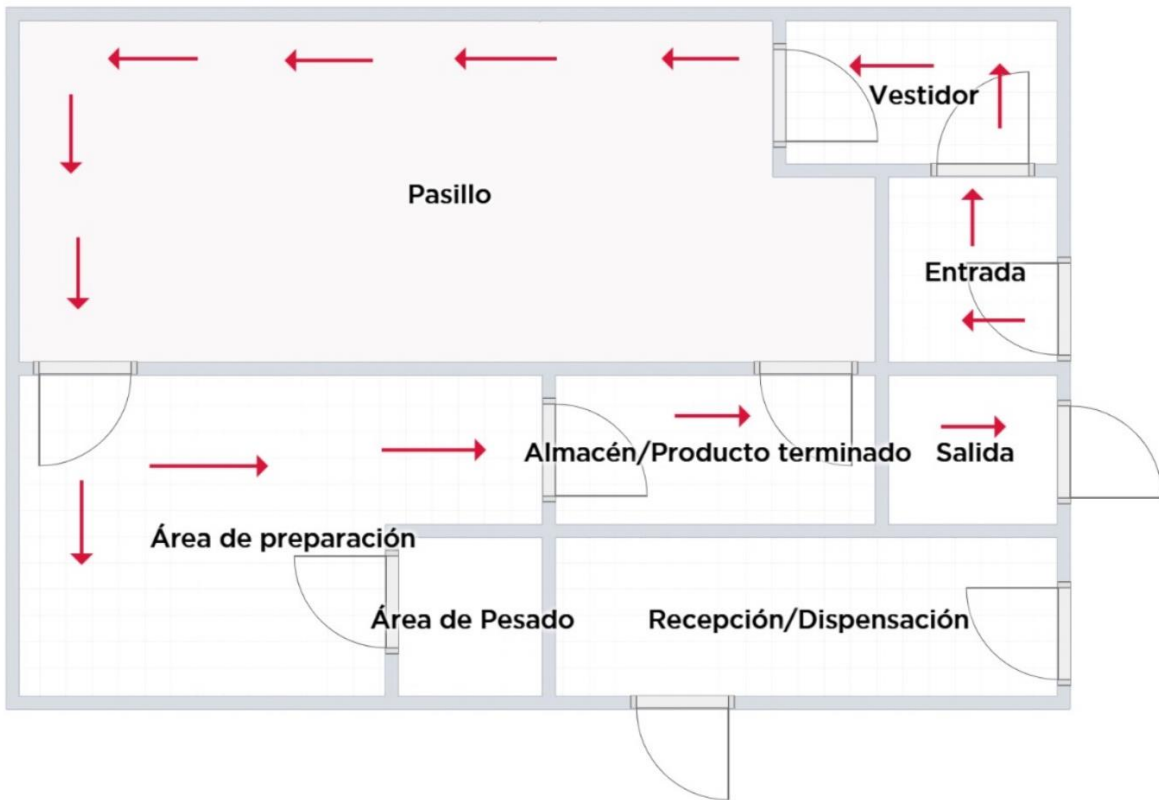 Vestidor
Pasillo
Entrada
Almacén/Producto terminado
Salida
Área de preparación
Área de Pesado
Recepción/Dispensación